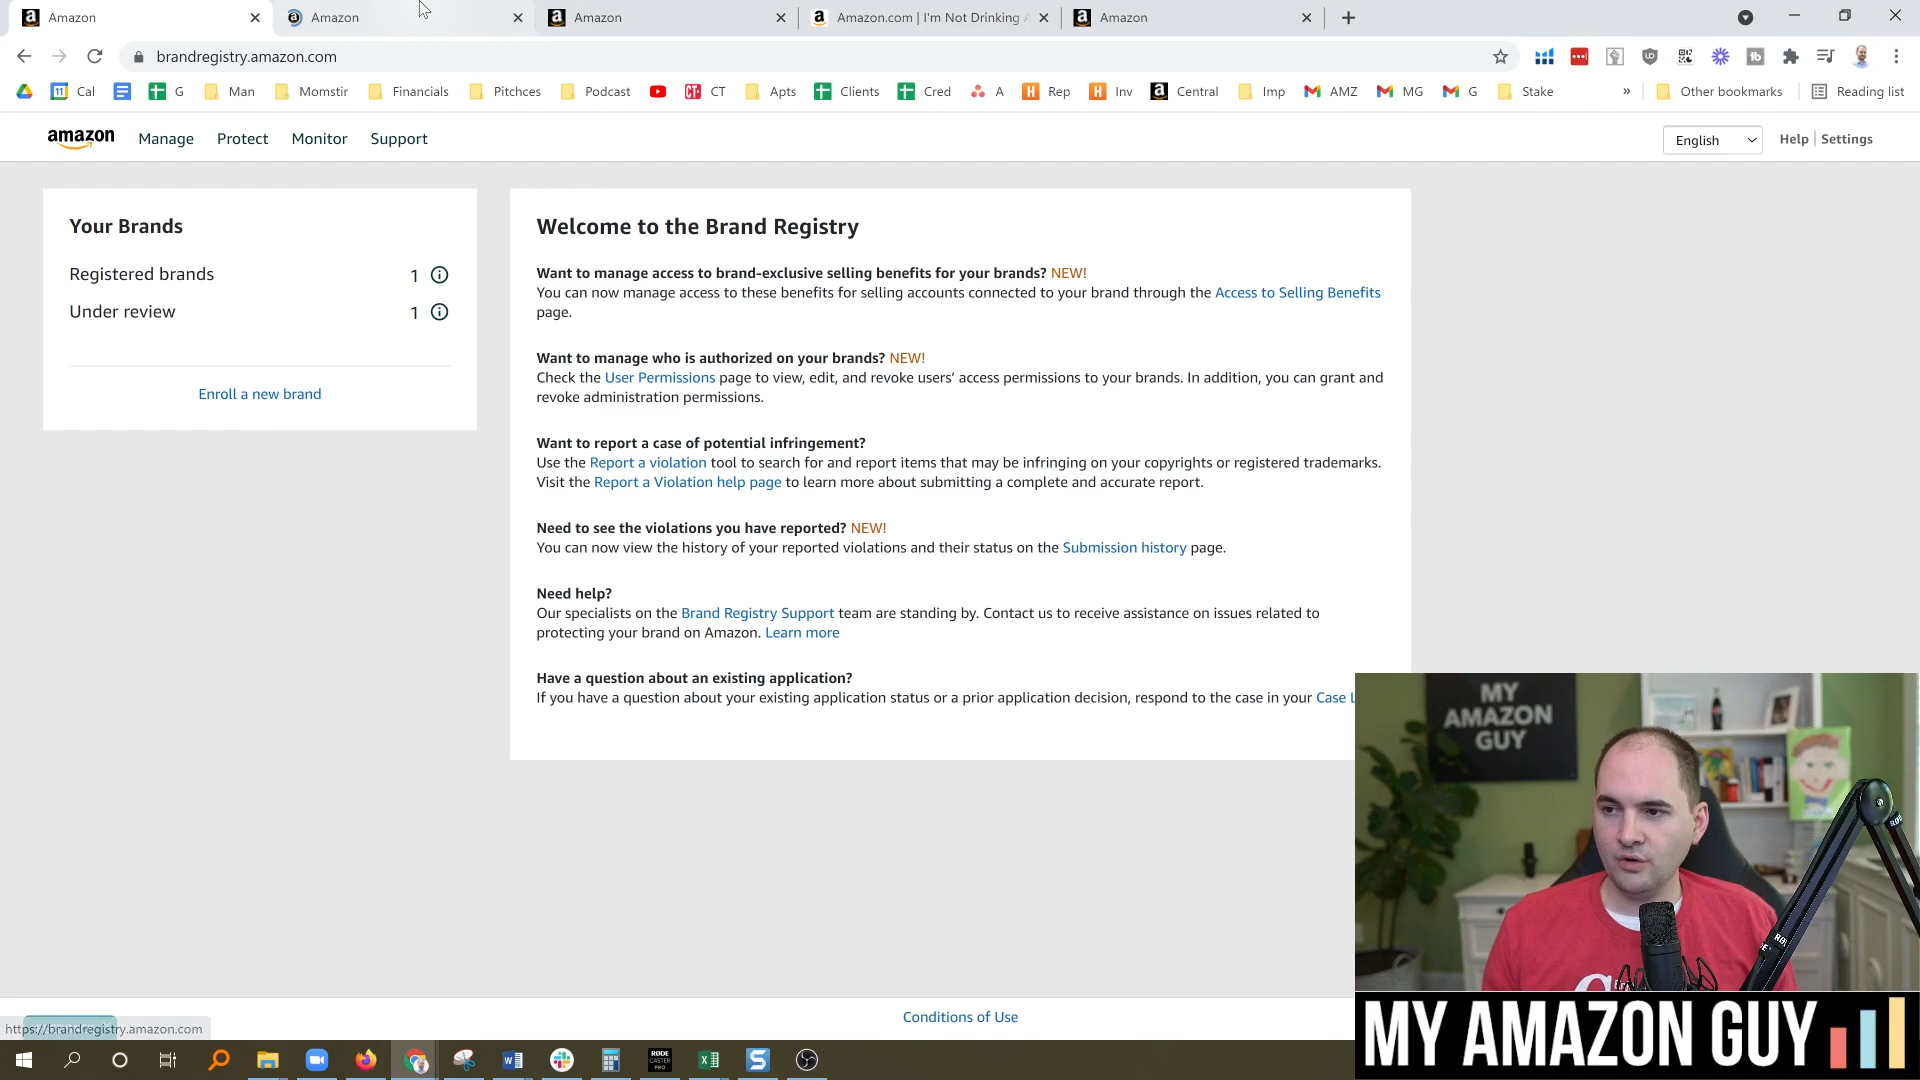 Amazon
Amazon
Amazon
Amazon.com | I'm Not Drinking
Amazon
brandregistry.amazon.com
Cal
G
Man
Momstir
Financials
Pitchces
Podcast
CT
Apts
Clients
Cred
A
Rep
Inv
Central
Imp
AMZ
MG
G
Stake
»
Other bookmarks
Reading list
amazon
Manage
Protect
Monitor
Support
English
Help
Settings
Your Brands
Registered brands 1
Under review 1
Enroll a new brand
Welcome to the Brand Registry
Want to manage access to brand-exclusive selling benefits for your brands? NEW!
You can now manage access to these benefits for selling accounts connected to your brand through the Access to Selling Benefits
page.
Want to manage who is authorized on your brands? NEW!
Check the User Permissions page to view, edit, and revoke users' access permissions to your brands. In addition, you can grant and
revoke administration permissions.
Want to report a case of potential infringement?
Use the Report a violation tool to search for and report items that may be infringing on your copyrights or registered trademarks.
Visit the Report a Violation help page to learn more about submitting a complete and accurate report.
Need to see the violations you have reported? NEW!
You can now view the history of your reported violations and their status on the Submission history page.
Need help?
Our specialists on the Brand Registry Support team are standing by. Contact us to receive assistance on issues related to
protecting your brand on Amazon. Learn more
Have a question about an existing application?
If you have a question about your existing application status or a prior application decision, respond to the case in your Case L
Conditions of Use
https://brandregistry.amazon.com
MY
AMAZON
GUY
MY AMAZON GUY